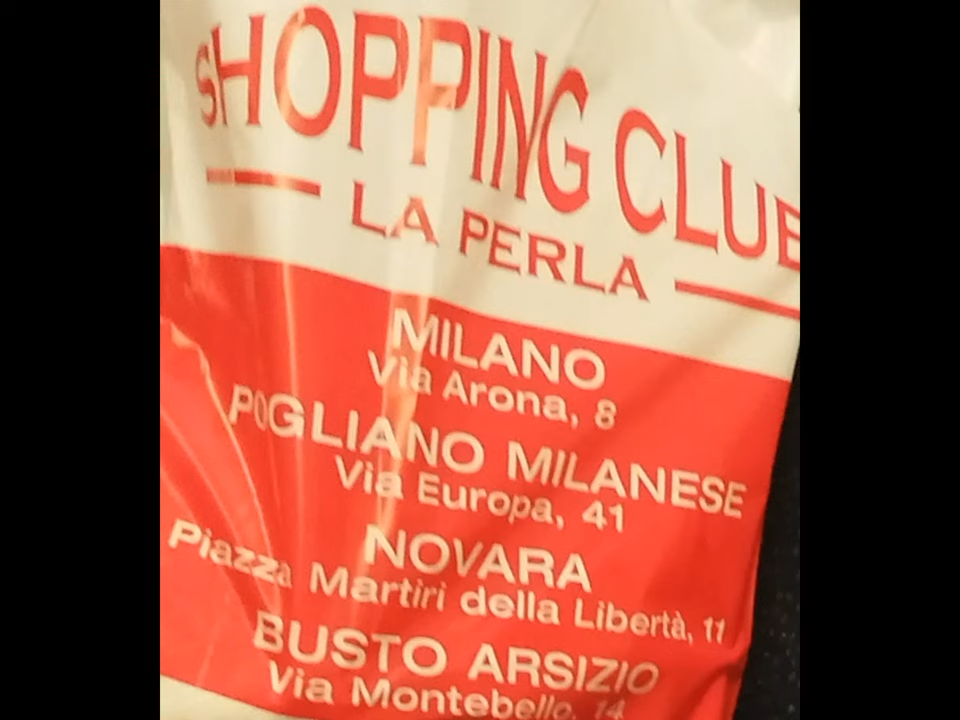 SHOPPING CLUB
LA PERLA
MILANO
Via Arona, 8
POGLIANO MILANESE
Via Europa, 41
NOVARA
Piazza Martiri della Libertà, 11
BUSTO ARSIZIO
Via Montebello, 14